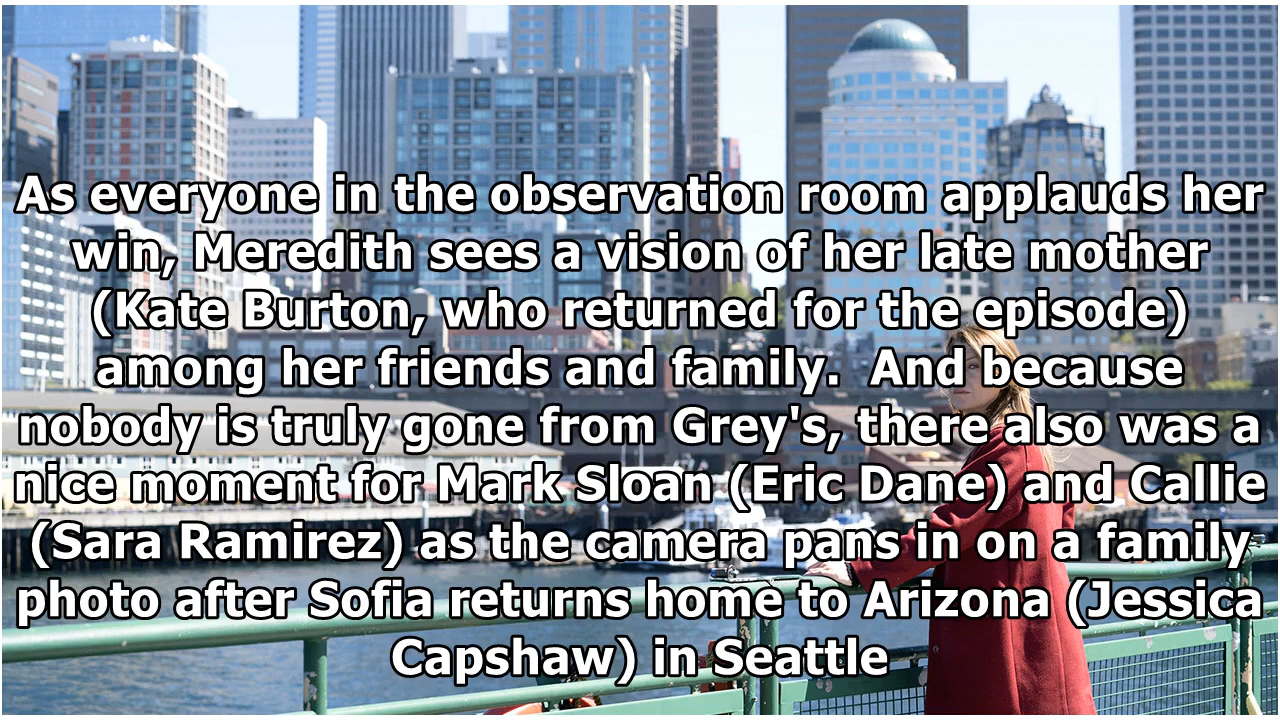 As everyone in the observation room applauds her
win, Meredith sees a vision of her late mother
(Kate Burton, who returned for the episode)
among her friends and family.  And because
nobody is truly gone from Grey's, there also was a
nice moment for Mark Sloan (Eric Dane) and Callie
(Sara Ramirez) as the camera pans in on a family
photo after Sofia returns home to Arizona (Jessica
Capshaw) in Seattle